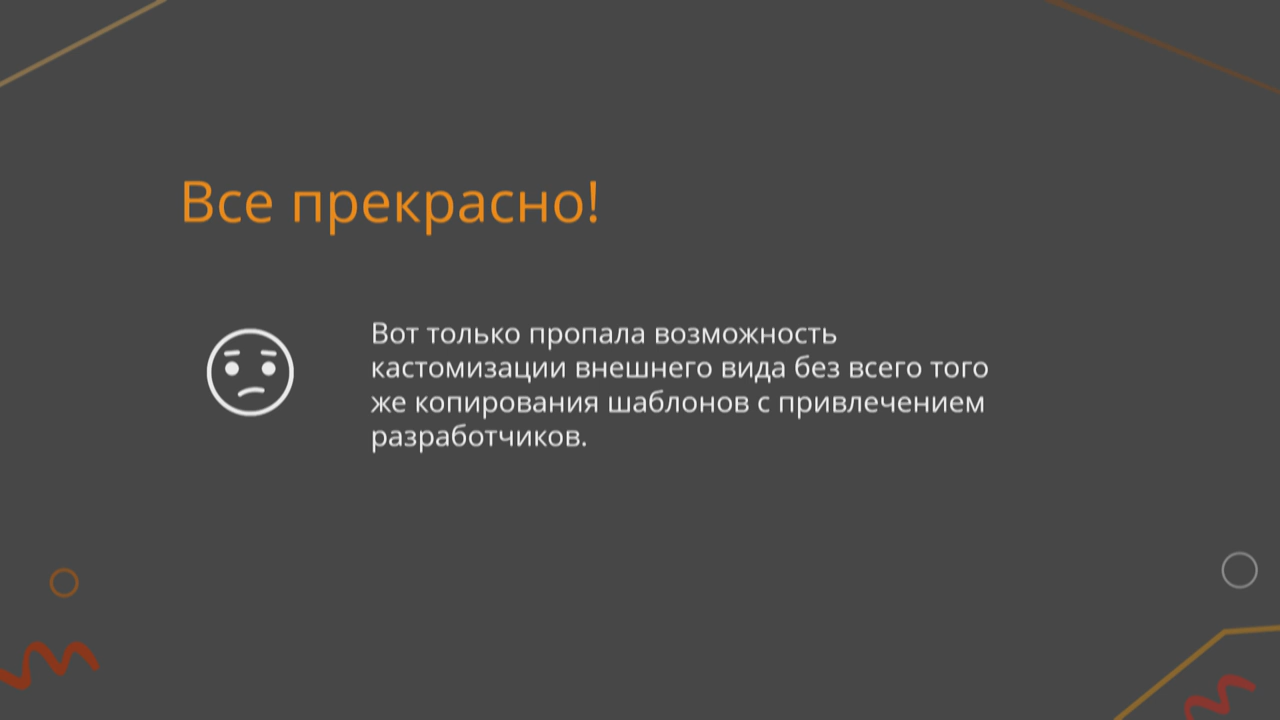 Все прекрасно!
Вот только пропала возможность
кастомизации внешнего вида без всего того
же копирования шаблонов с привлечением
разработчиков.